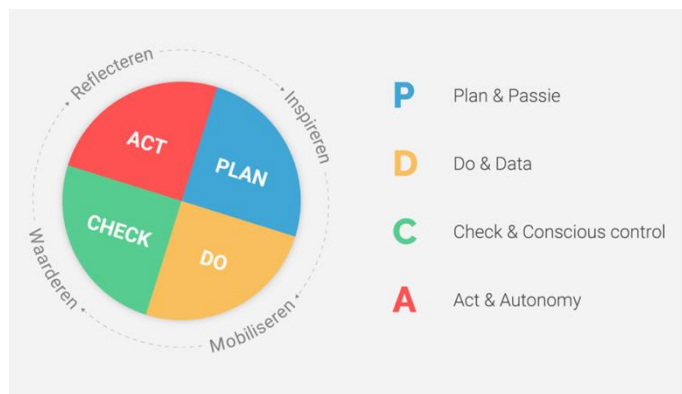 Reflecteren
Inspireren
ACT
PLAN
CHECK
DO
Waarderen
Mobiliseren
P Plan & Passie
D Do & Data
C Check & Conscious control
A Act & Autonomy